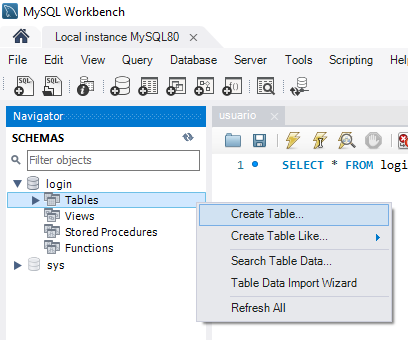 MySQL Workbench
Local instance MySQL80
File Edit View Query Database Server Tools Scripting Help
Navigator
SCHEMAS
Filter objects
login
Tables
Views
Stored Procedures
Functions
sys
usuario
1 SELECT * FROM logi
Create Table...
Create Table Like...
Search Table Data...
Table Data Import Wizard
Refresh All